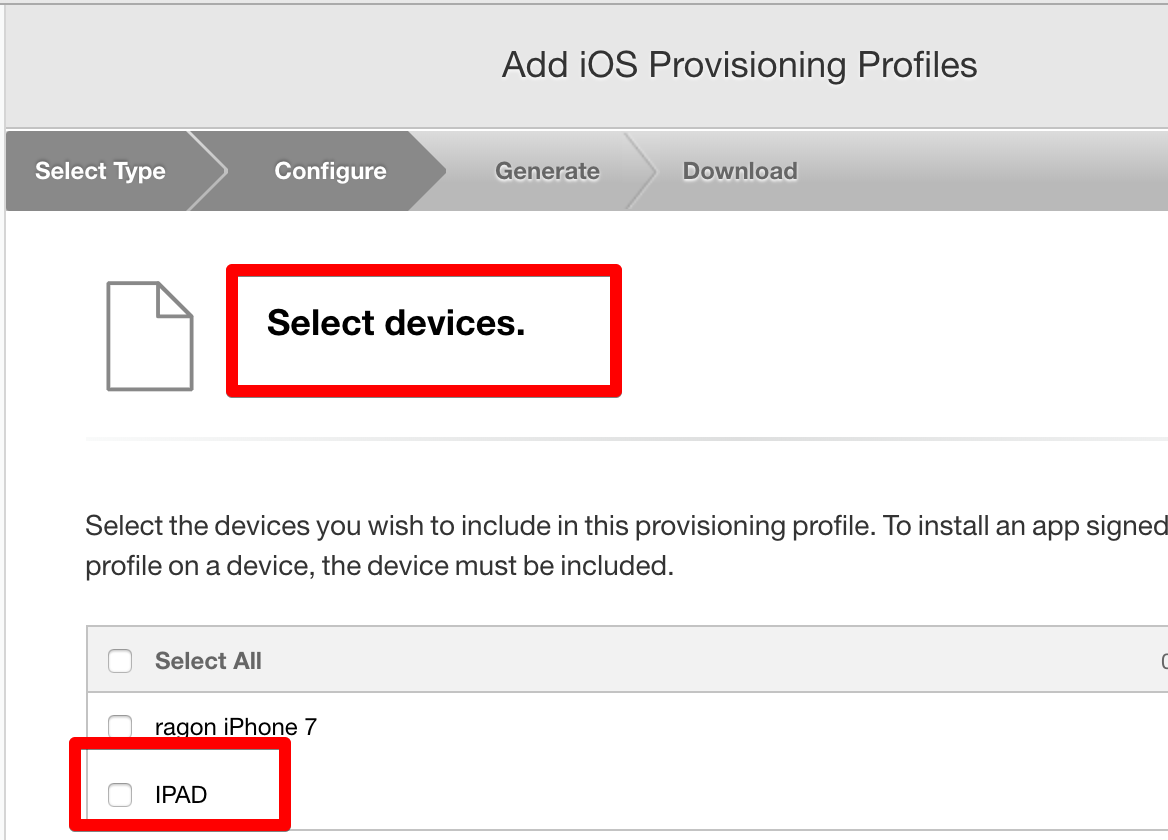 Add iOS Provisioning Profiles
Select Type Configure Generate Download
Select devices.
Select the devices you wish to include in this provisioning profile. To install an app signed
profile on a device, the device must be included.
Select All
ragon iPhone 7
IPAD